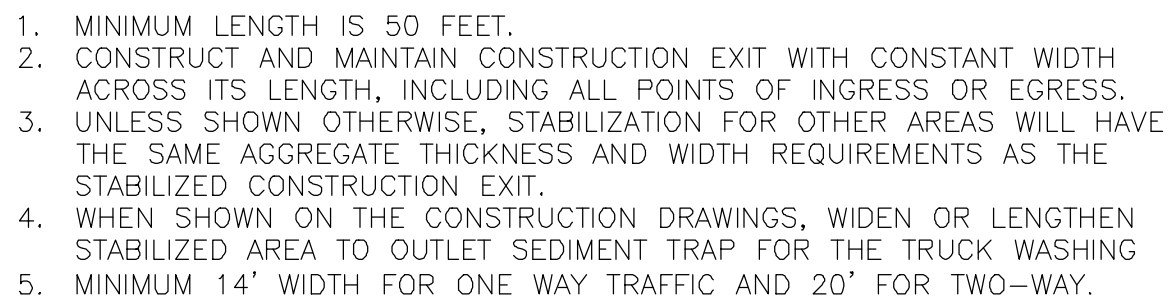 1. MINIMUM LENGTH IS 50 FEET.
2. CONSTRUCT AND MAINTAIN CONSTRUCTION EXIT WITH CONSTANT WIDTH
ACROSS ITS LENGTH, INCLUDING ALL POINTS OF INGRESS OR EGRESS.
3. UNLESS SHOWN OTHERWISE, STABILIZATION FOR OTHER AREAS WILL HAVE
THE SAME AGGREGATE THICKNESS AND WIDTH REQUIREMENTS AS THE
STABILIZED CONSTRUCTION EXIT.
4. WHEN SHOWN ON THE CONSTRUCTION DRAWINGS, WIDEN OR LENGTHEN
STABILIZED AREA TO OUTLET SEDIMENT TRAP FOR THE TRUCK WASHING
5. MINIMUM 14' WIDTH FOR ONE WAY TRAFFIC AND 20' FOR TWO-WAY.